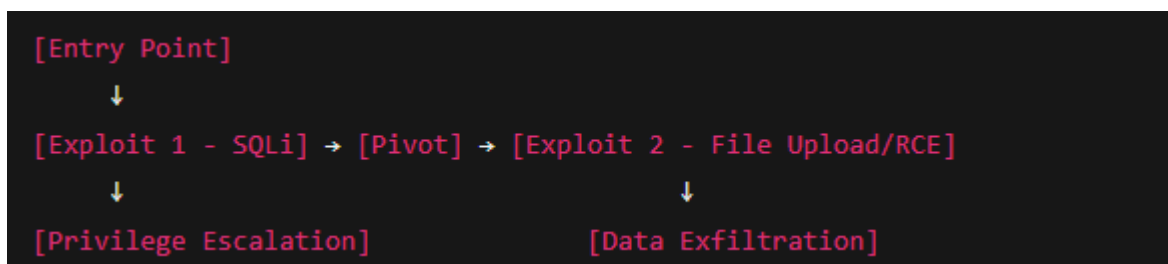 [Entry Point]
↓
[Exploit 1 - SQLi] → [Pivot] → [Exploit 2 - File Upload/RCE]
↓ ↓
[Privilege Escalation] [Data Exfiltration]